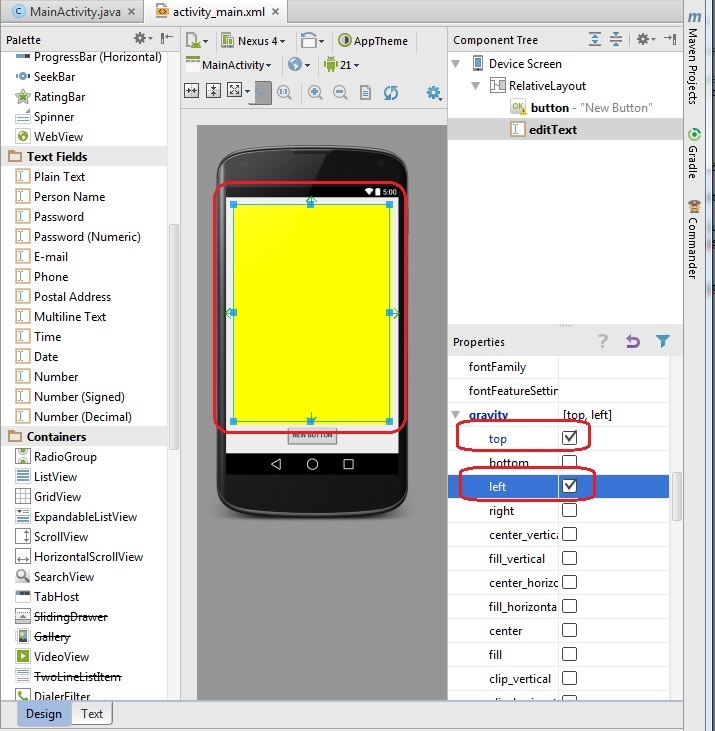 MainActivity.java
activity_main.xml
Palette
ProgressBar (Horizontal)
SeekBar
RatingBar
Spinner
WebView
Text Fields
Plain Text
Person Name
Password
Password (Numeric)
E-mail
Phone
Postal Address
Multiline Text
Time
Date
Number
Number (Signed)
Number (Decimal)
Containers
RadioGroup
ListView
GridView
ExpandableListView
ScrollView
HorizontalScrollView
SearchView
TabHost
SlidingDrawer
Gallery
VideoView
TwoLineListItem
DialerFilter
Design
Text
Nexus 4
AppTheme
MainActivity
21
1:1
5:00
NEW BUTTON
Component Tree
Device Screen
RelativeLayout
OK
button - "New Button"
editText
Properties
?
fontFamily
fontFeatureSettin
gravity [top, left]
top
bottom
left
right
center_vertica
fill_vertical
center_horizo
fill_horizonta
center
fill
clip_vertical
Maven Projects
Gradle
Commander